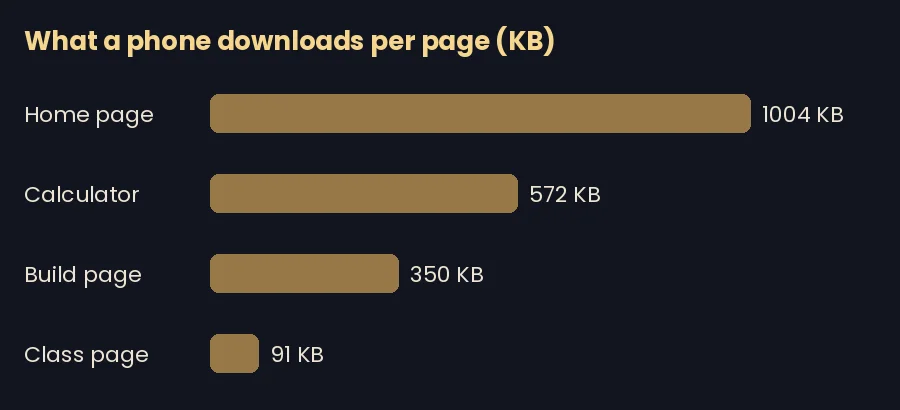 What a phone downloads per page (KB)
Home page 1004 KB
Calculator 572 KB
Build page 350 KB
Class page 91 KB